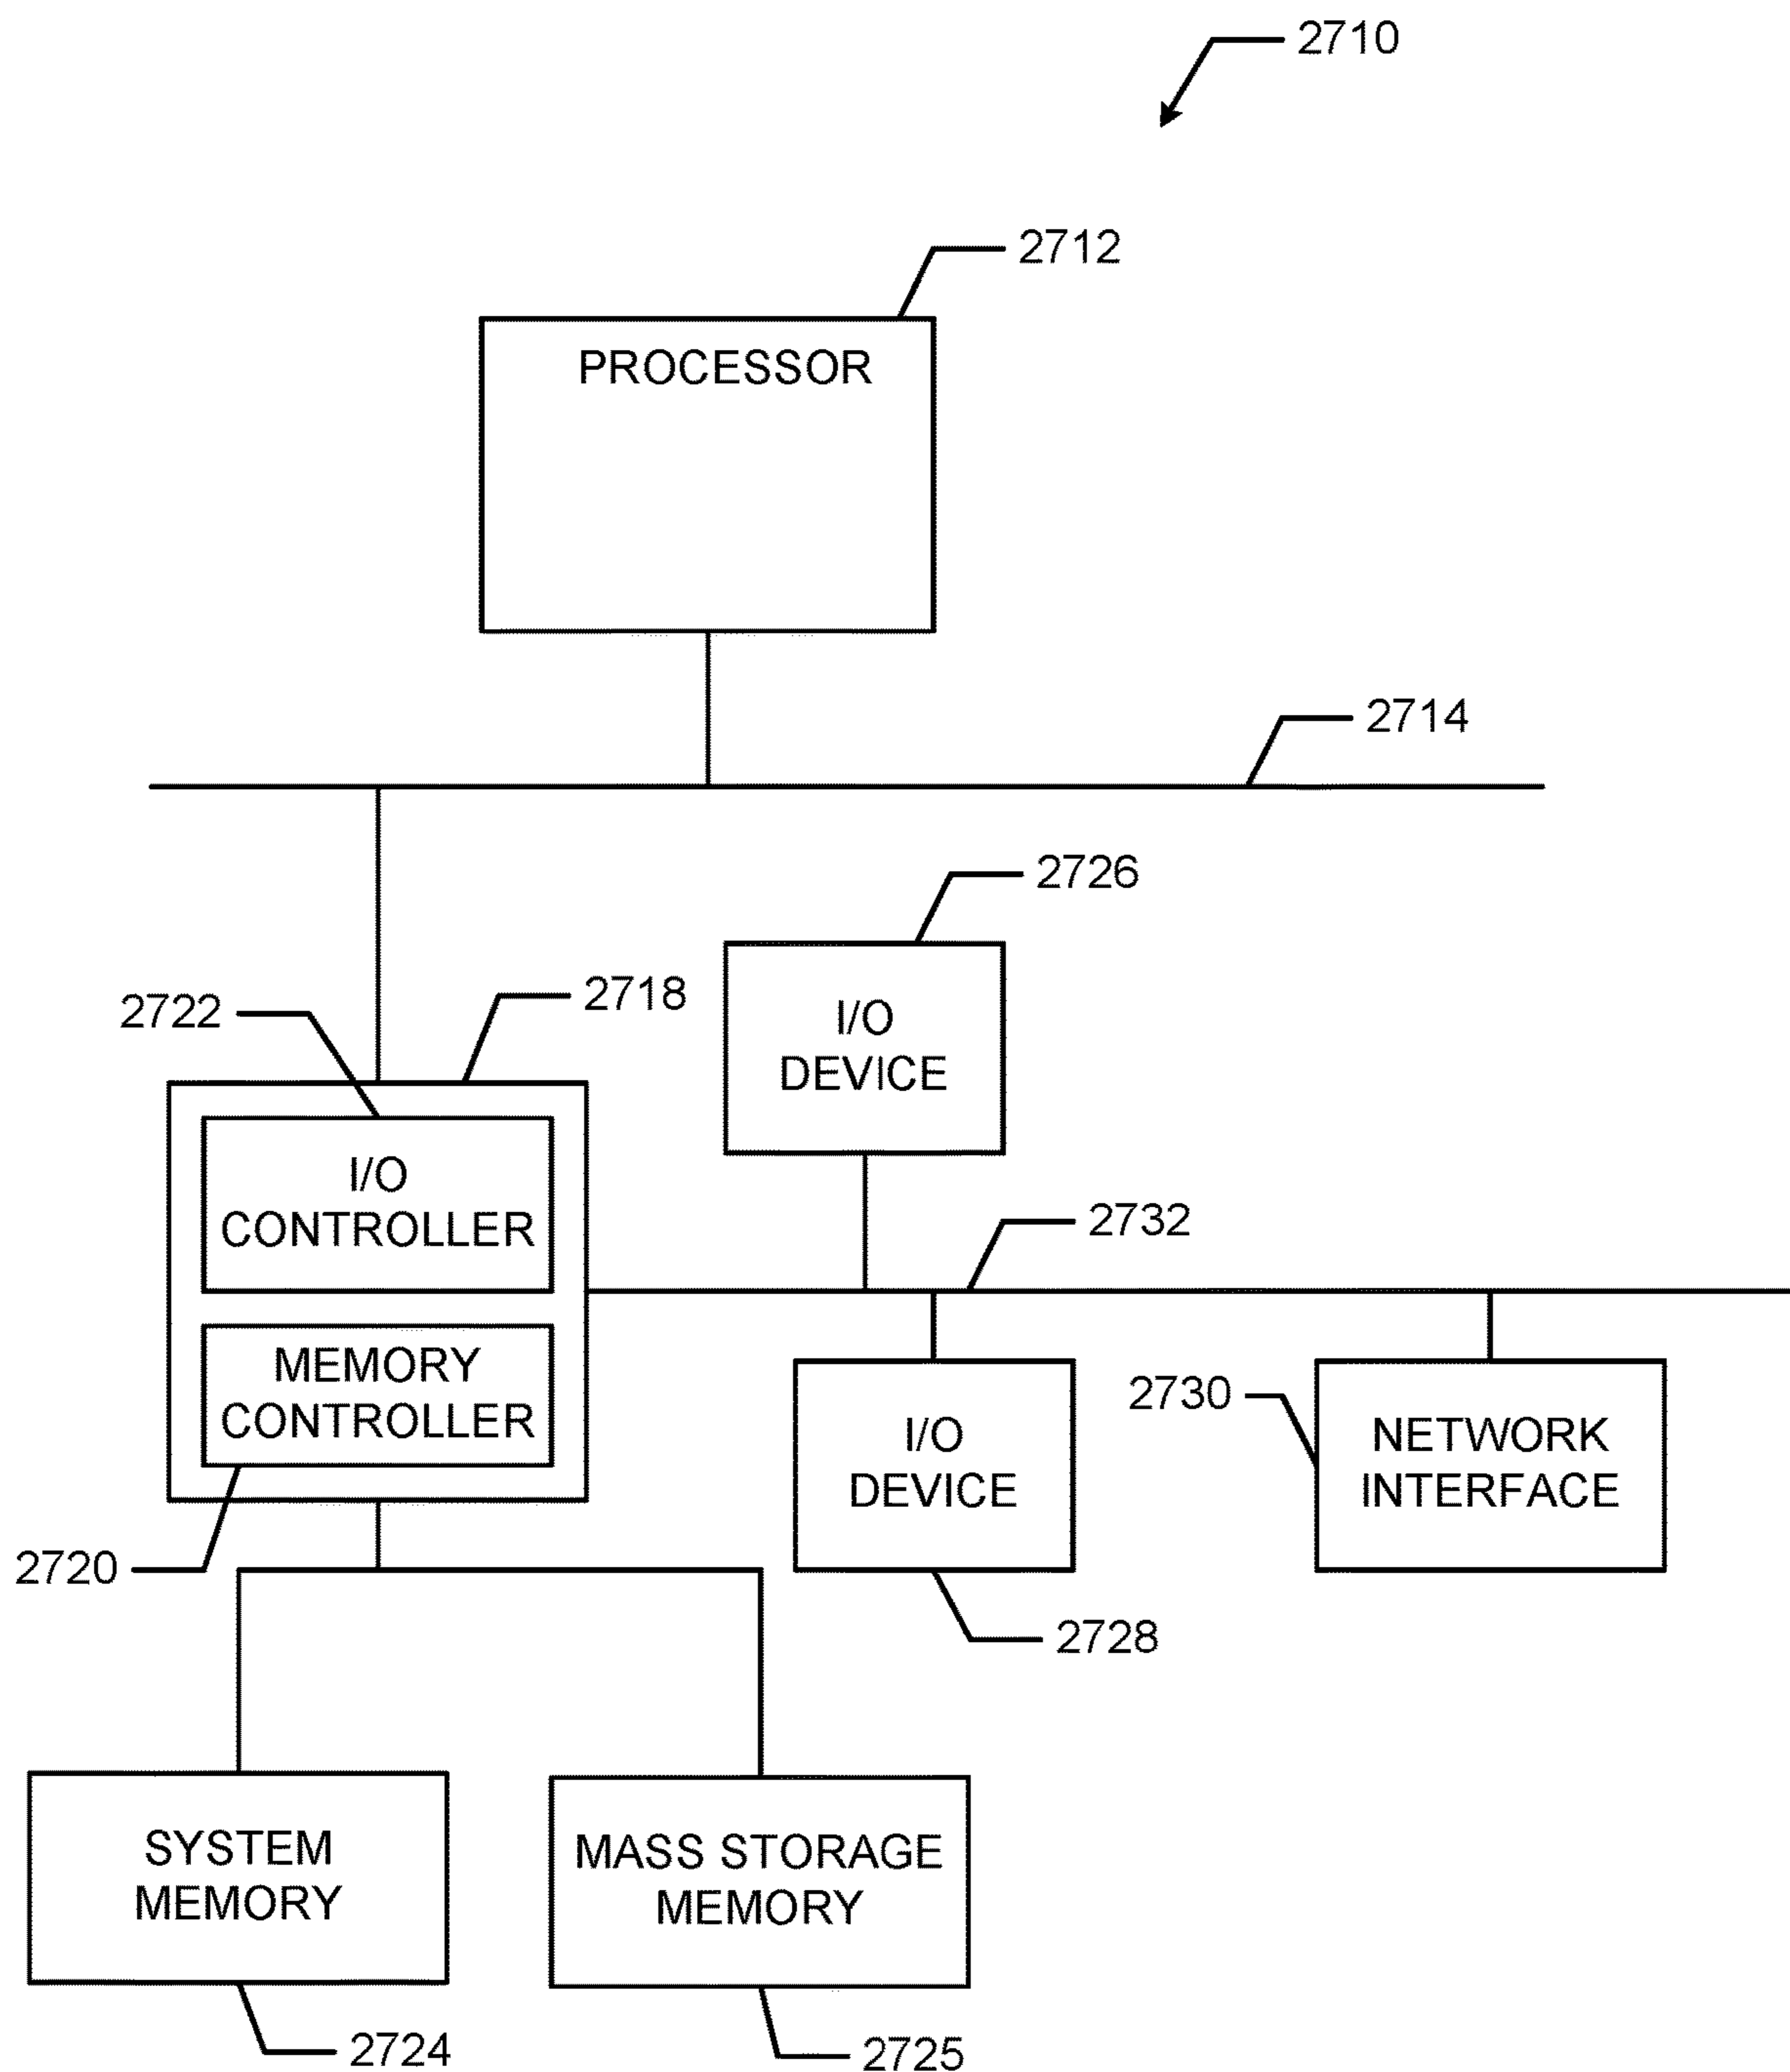 2710
2712
PROCESSOR
2714
2726
2722
2718
I/O
DEVICE
I/O
CONTROLLER
2732
MEMORY
CONTROLLER
2730
I/O
DEVICE
NETWORK
INTERFACE
2720
2728
SYSTEM
MEMORY
MASS STORAGE
MEMORY
2724
2725